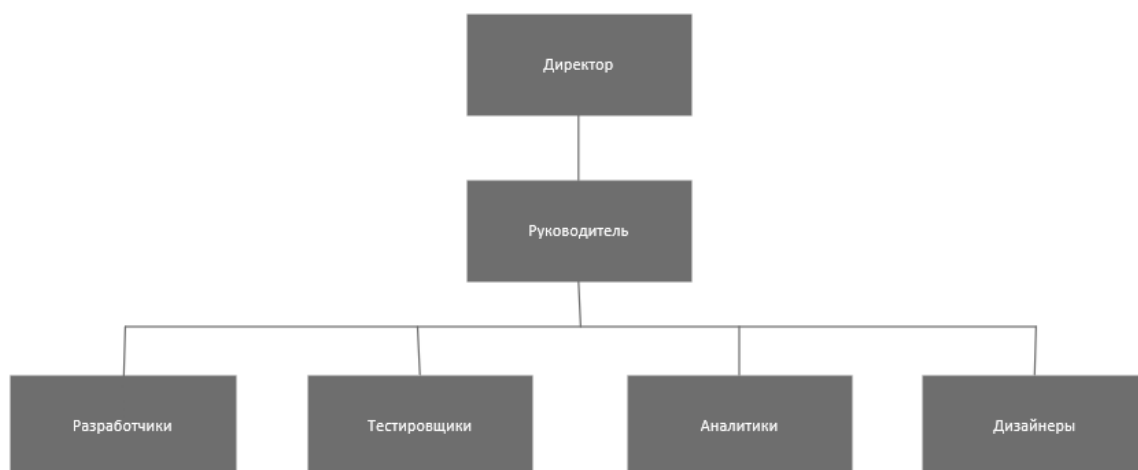 Директор
Руководитель
Разработчики
Тестировщики
Аналитики
Дизайнеры